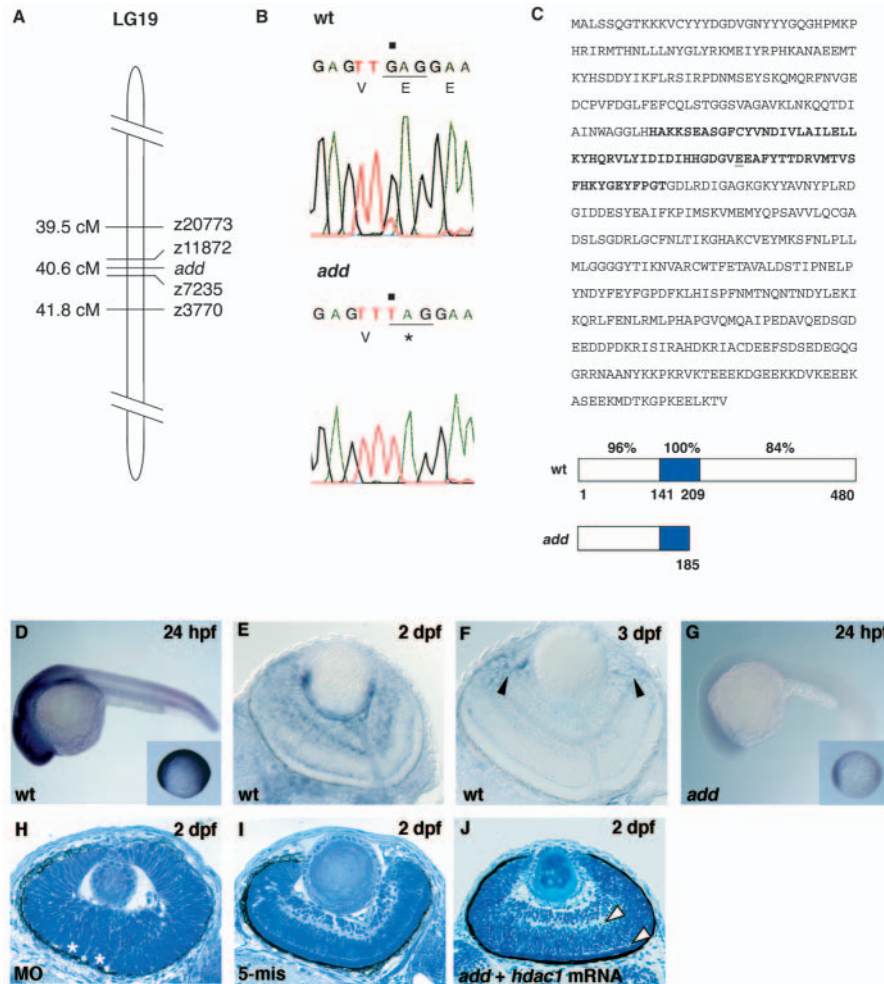 A
LG19
39.5 cM
z20773
z11872
40.6 cM
add
z7235
41.8 cM
z3770
B
wt
G A G T T G A G G A A
V E E
add
G A G T T T A G G A A
V *
C
MALSSQGTKKKVCYYYDGDVGNYYYGQGHPMKP
HRIRMTHNLLLNYGLYRKMEIYRPHKANAEEMT
KYHSDDYIKFLRSIRPDNMSEYSKQMQRFNVGE
DCPVFDGLFEFCQLSTGGSVAGAVKLNKQQTDI
AINWAGGLHHAKKSEASGFCYVNDIVLAILELL
KYHQRVLYIDIDIHHGDGVEEAFYTTDRVMTVS
FHKYGEYFPGTGDLRDIGAGKGKYYAVNYPLRD
GIDDESYEAIFKPIMSKVMEMYQPSAVVLQCGA
DSLSGDRLGCFNLTIKGHAKCVEYMKSFNLPLL
MLGGGGYTIKNVARCWTFETAVALDSTIPNELP
YNDYFEYFGPDFKLHISPFNMTNQNTNDYLEKI
KQRLFENLRMLPHAPGVQMQAIPEDAVQEDSGD
EEDDPDKRISIRAHDKRIACDEEFSDSEDEGQG
GRRNAANYKKPKRVKTEEEKDGEEKKDVKEEEK
ASEEKMDTKGPKEELKTV
96% 100% 84%
wt
1 141 209 480
add
185
D 24 hpf
wt
E 2 dpf
wt
F 3 dpf
wt
G 24 hpf
add
H 2 dpf
* *
MO
I 2 dpf
5-mis
J 2 dpf
add + hdac1 mRNA